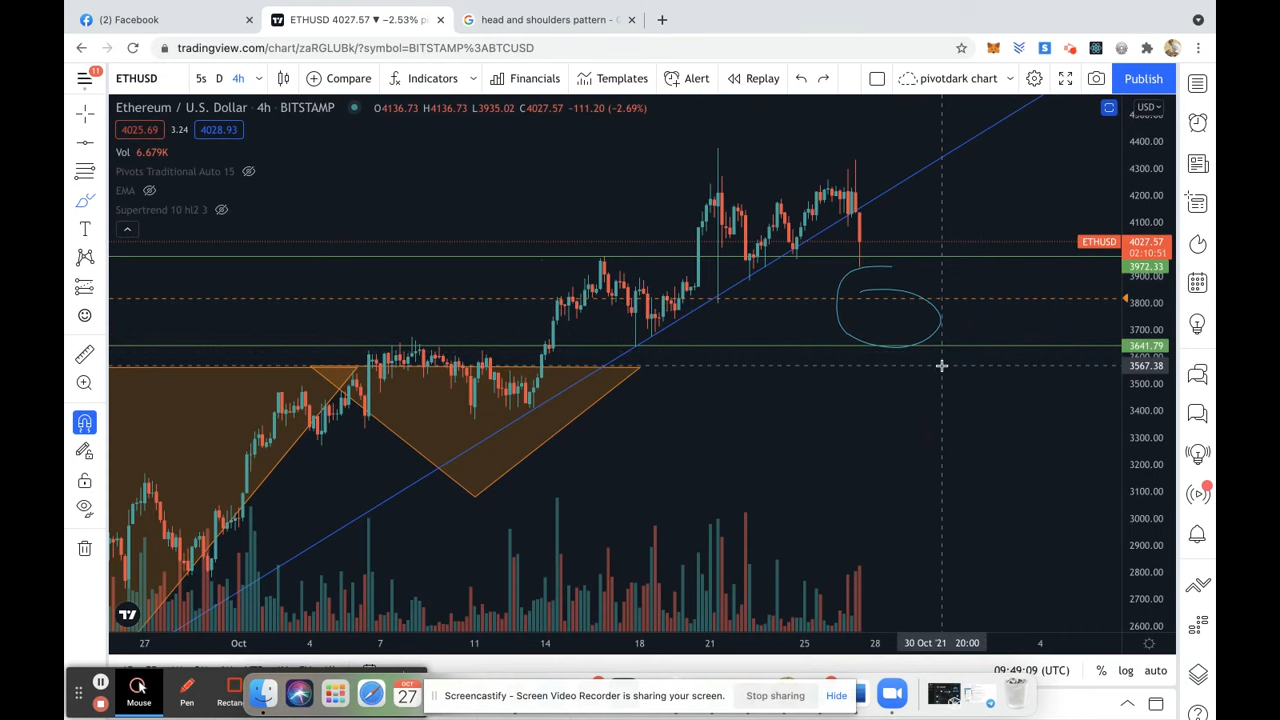 (2) Facebook
ETHUSD 4027.57 ▼ −2.53% pi
head and shoulders pattern - G
tradingview.com/chart/zaRGLUBk/?symbol=BITSTAMP%3ABTCUSD
11
ETHUSD 5s D 4h Compare Indicators Financials Templates Alert Replay pivotdark chart Publish
Ethereum / U.S. Dollar · 4h · BITSTAMP O4136.73 H4136.73 L3935.02 C4027.57 −111.20 (−2.69%)
USD
4025.69 3.24 4028.93
Vol 6.679K
Pivots Traditional Auto 15
EMA
Supertrend 10 hl2 3
4400.00
4300.00
4200.00
4100.00
ETHUSD 4027.57
02:10:51
3972.33
3900.00
3800.00
3700.00
3641.79
3567.38
3500.00
3400.00
3300.00
3200.00
3100.00
3000.00
2900.00
2800.00
2700.00
2600.00
27 Oct 4 7 11 14 18 21 25 28 30 Oct '21 20:00 4
09:49:09 (UTC) % log auto
Mouse Pen Rectan
OCT
27
Screencastify - Screen Video Recorder is sharing your screen. Stop sharing Hide